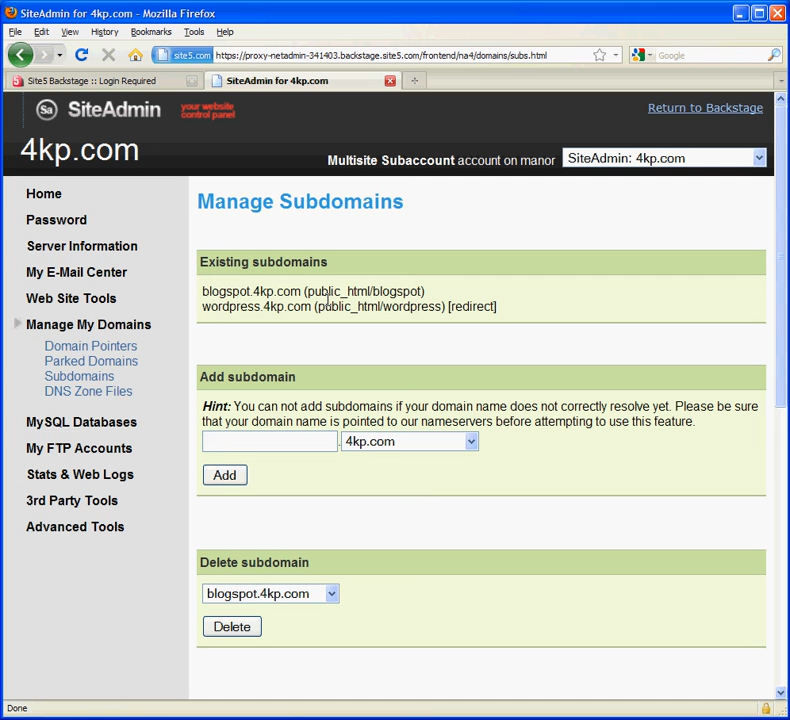 SiteAdmin for 4kp.com - Mozilla Firefox
File Edit View History Bookmarks Tools Help
site5.com https://proxy-netadmin-341403.backstage.site5.com/frontend/na4/domains/subs.html Google
Site5 Backstage :: Login Required SiteAdmin for 4kp.com
Sa SiteAdmin your website control panel Return to Backstage
4kp.com
Multisite Subaccount account on manor SiteAdmin: 4kp.com
Home
Password
Server Information
My E-Mail Center
Web Site Tools
Manage My Domains
Domain Pointers
Parked Domains
Subdomains
DNS Zone Files
MySQL Databases
My FTP Accounts
Stats & Web Logs
3rd Party Tools
Advanced Tools
Manage Subdomains
Existing subdomains
blogspot.4kp.com (public_html/blogspot)
wordpress.4kp.com (public_html/wordpress) [redirect]
Add subdomain
Hint: You can not add subdomains if your domain name does not correctly resolve yet. Please be sure
that your domain name is pointed to our nameservers before attempting to use this feature.
. 4kp.com
Add
Delete subdomain
blogspot.4kp.com
Delete
Done